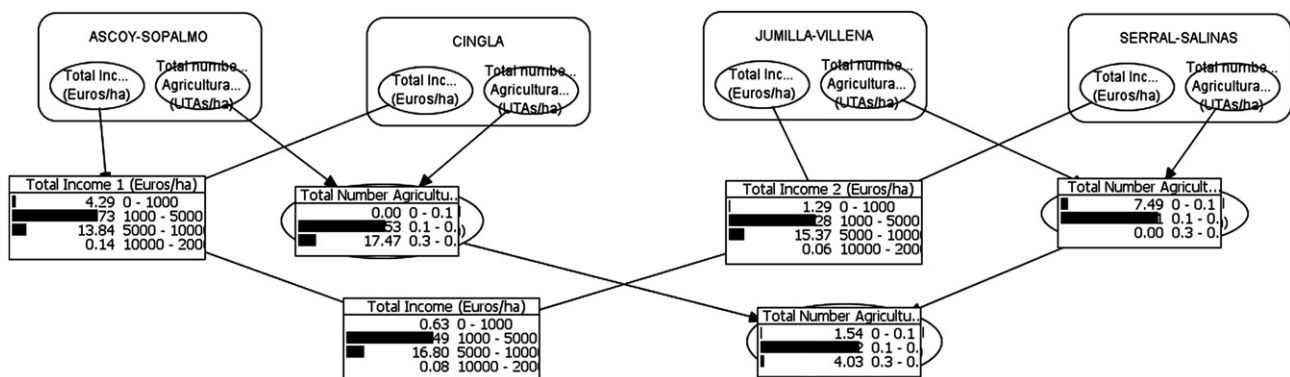 ASCOY-SOPALMO
CINGLA
JUMILLA-VILLENA
SERRAL-SALINAS
Total Inc...
(Euros/ha)
Total numbe...
Agricultura...
(UTAs/ha)
Total Inc...
(Euros/ha)
Total numbe...
Agricultura...
(UTAs/ha)
Total Inc...
(Euros/ha)
Total numbe...
Agricultura...
(UTAs/ha)
Total Inc...
(Euros/ha)
Total numbe...
Agricultura...
(UTAs/ha)
Total Income 1 (Euros/ha)
4.29 0 - 1000
73 1000 - 5000
13.84 5000 - 1000
0.14 10000 - 200
Total Number Agricultu..
0.00 0 - 0.1
53 0.1 - 0.
17.47 0.3 - 0.
Total Income 2 (Euros/ha)
1.29 0 - 1000
28 1000 - 5000
15.37 5000 - 1000
0.06 10000 - 200
Total Number Agricult...
7.49 0 - 0.1
0.1 - 0.
0.00 0.3 - 0.
Total Income (Euros/ha)
0.63 0 - 1000
49 1000 - 5000
16.80 5000 - 1000
0.08 10000 - 200
Total Number Agricultu..
1.54 0 - 0.1
0.1 - 0.
4.03 0.3 - 0.